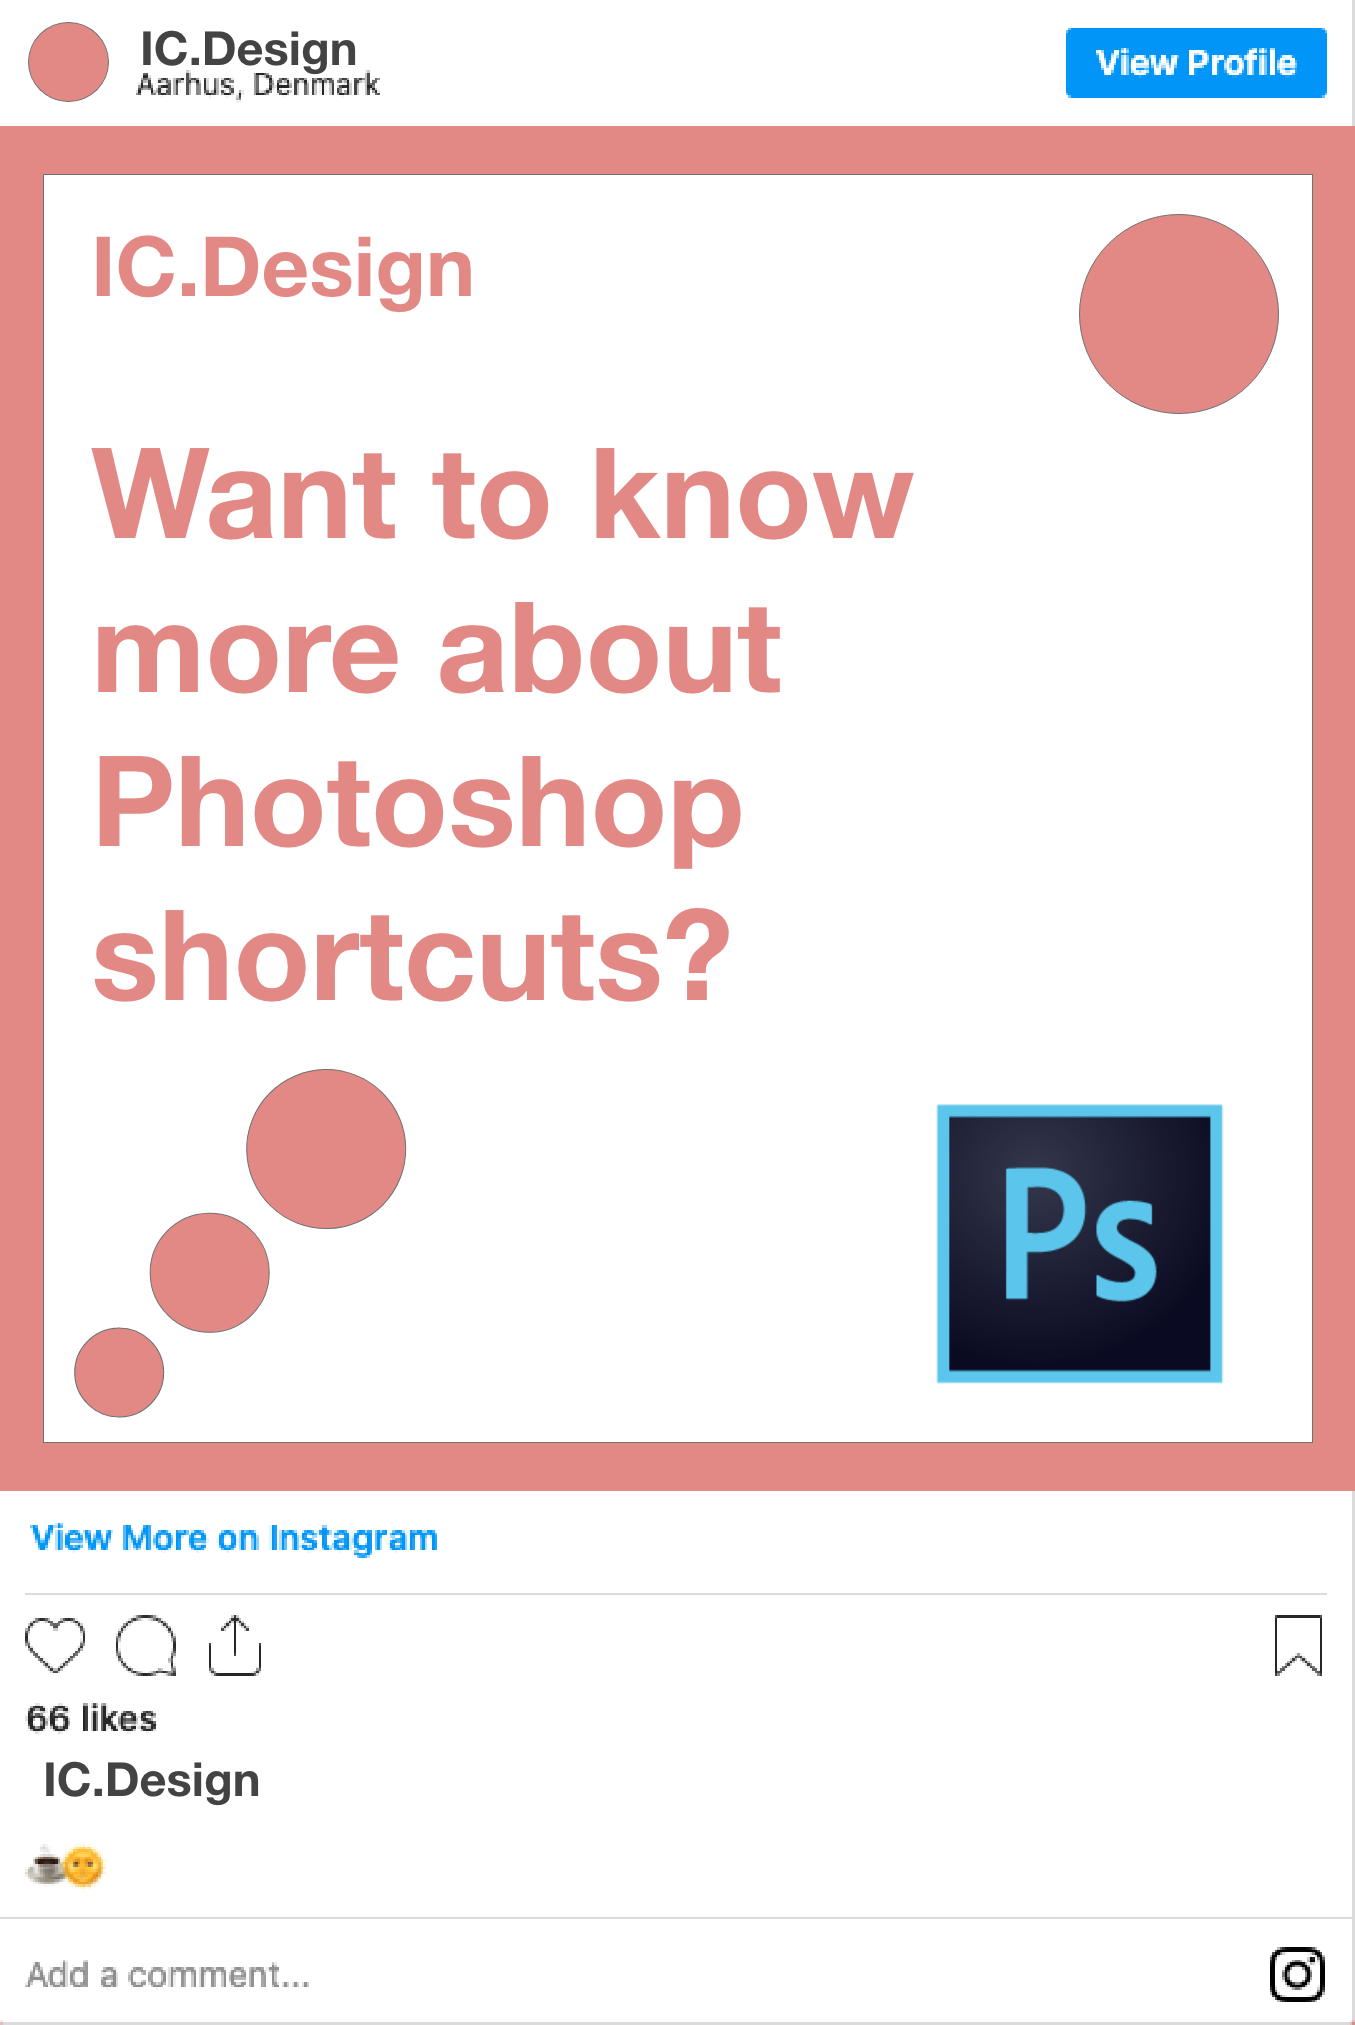 IC.Design
Aarhus, Denmark
View Profile
IC.Design
Want to know
more about
Photoshop
shortcuts?
Ps
View More on Instagram
66 likes
IC.Design
Add a comment...